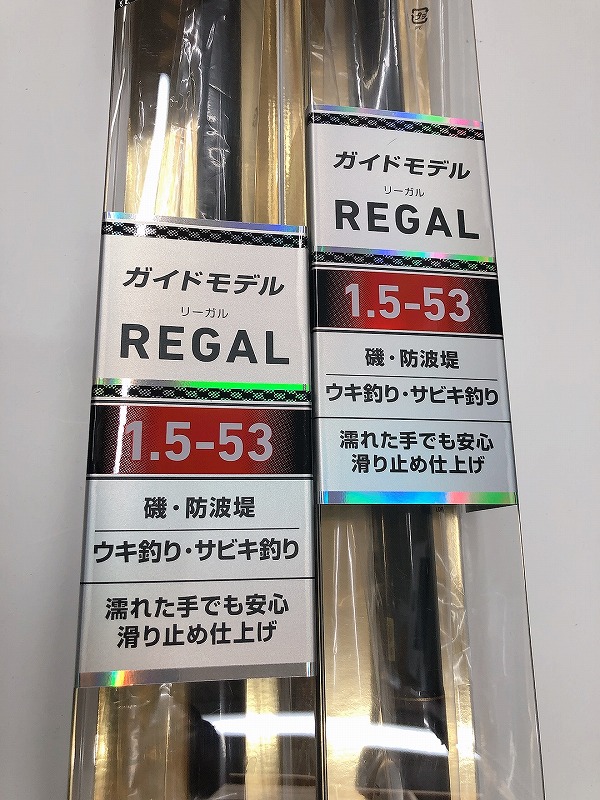 ガイドモデル
リーガル
REGAL
1.5-53
磯・防波堤
ウキ釣り・サビキ釣り
濡れた手でも安心
滑り止め仕上げ
ガイドモデル
リーガル
REGAL
1.5-53
磯・防波堤
ウキ釣り・サビキ釣り
濡れた手でも安心
滑り止め仕上げ